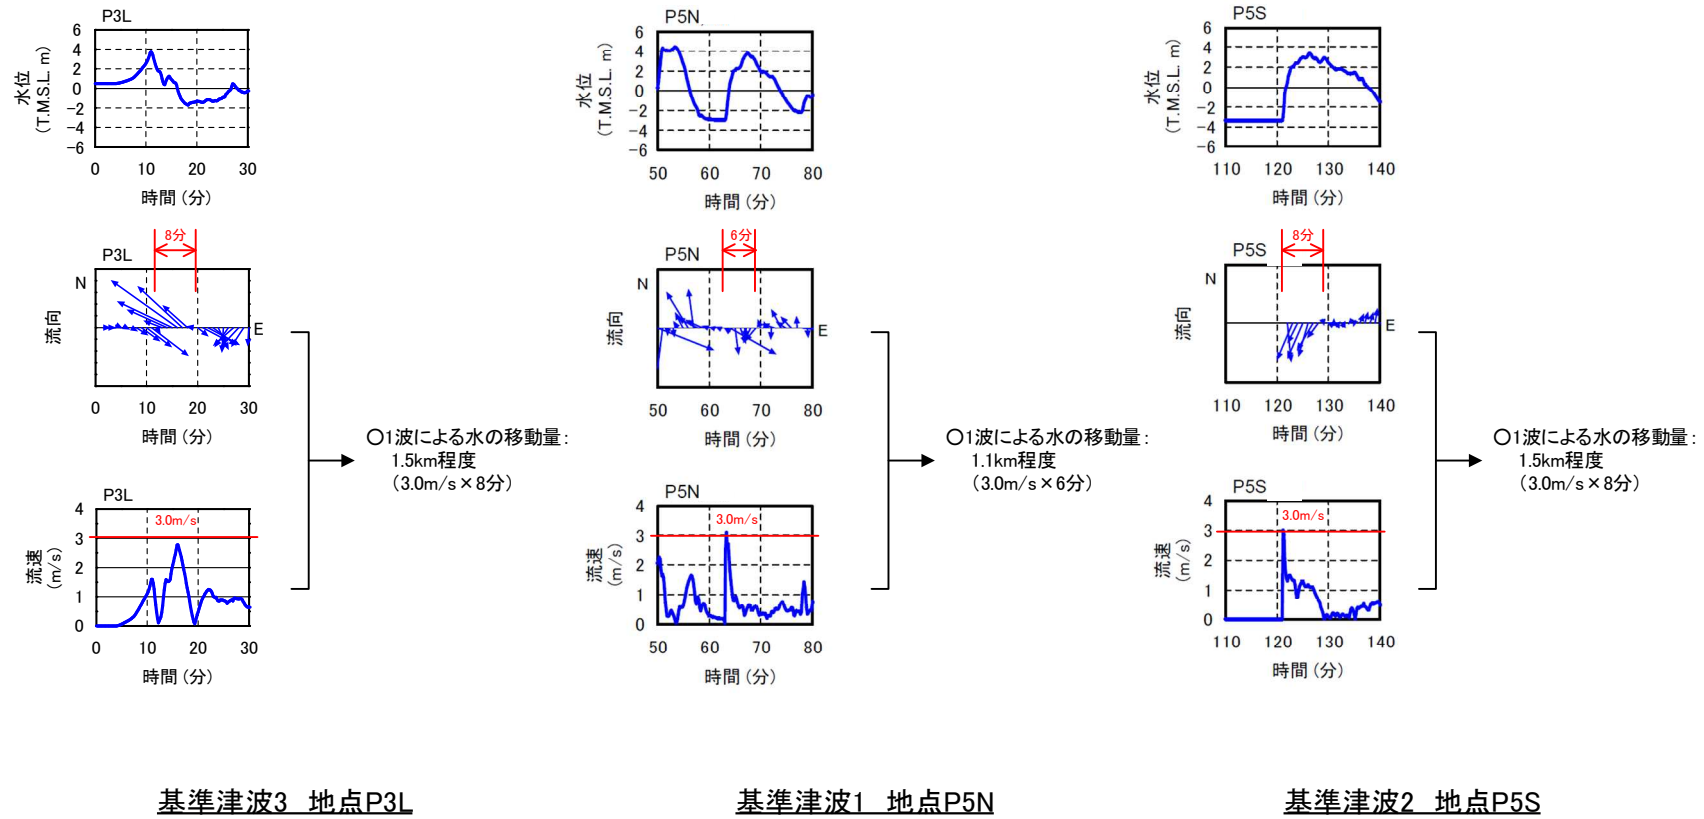 P3L
水位
(T.M.S.L. m)
6
4
2
0
−2
−4
−6
0 10 20 30
時間（分）
8分
P3L
N
流向
E
0 10 20 30
時間（分）
P3L
流速
(m/s)
4
3
2
1
0
3.0m/s
0 10 20 30
時間（分）
○1波による水の移動量：
1.5km程度
（3.0m/s×8分）
基準津波3 地点P3L
P5N
水位
(T.M.S.L. m)
6
4
2
0
−2
−4
−6
50 60 70 80
時間（分）
6分
P5N
N
流向
E
50 60 70 80
時間（分）
P5N
流速
(m/s)
4
3
2
1
0
3.0m/s
50 60 70 80
時間（分）
○1波による水の移動量：
1.1km程度
（3.0m/s×6分）
基準津波1 地点P5N
P5S
水位
(T.M.S.L. m)
6
4
2
0
−2
−4
−6
110 120 130 140
時間（分）
8分
P5S
N
流向
E
110 120 130 140
時間（分）
P5S
流速
(m/s)
4
3
2
1
0
3.0m/s
110 120 130 140
時間（分）
○1波による水の移動量：
1.5km程度
（3.0m/s×8分）
基準津波2 地点P5S